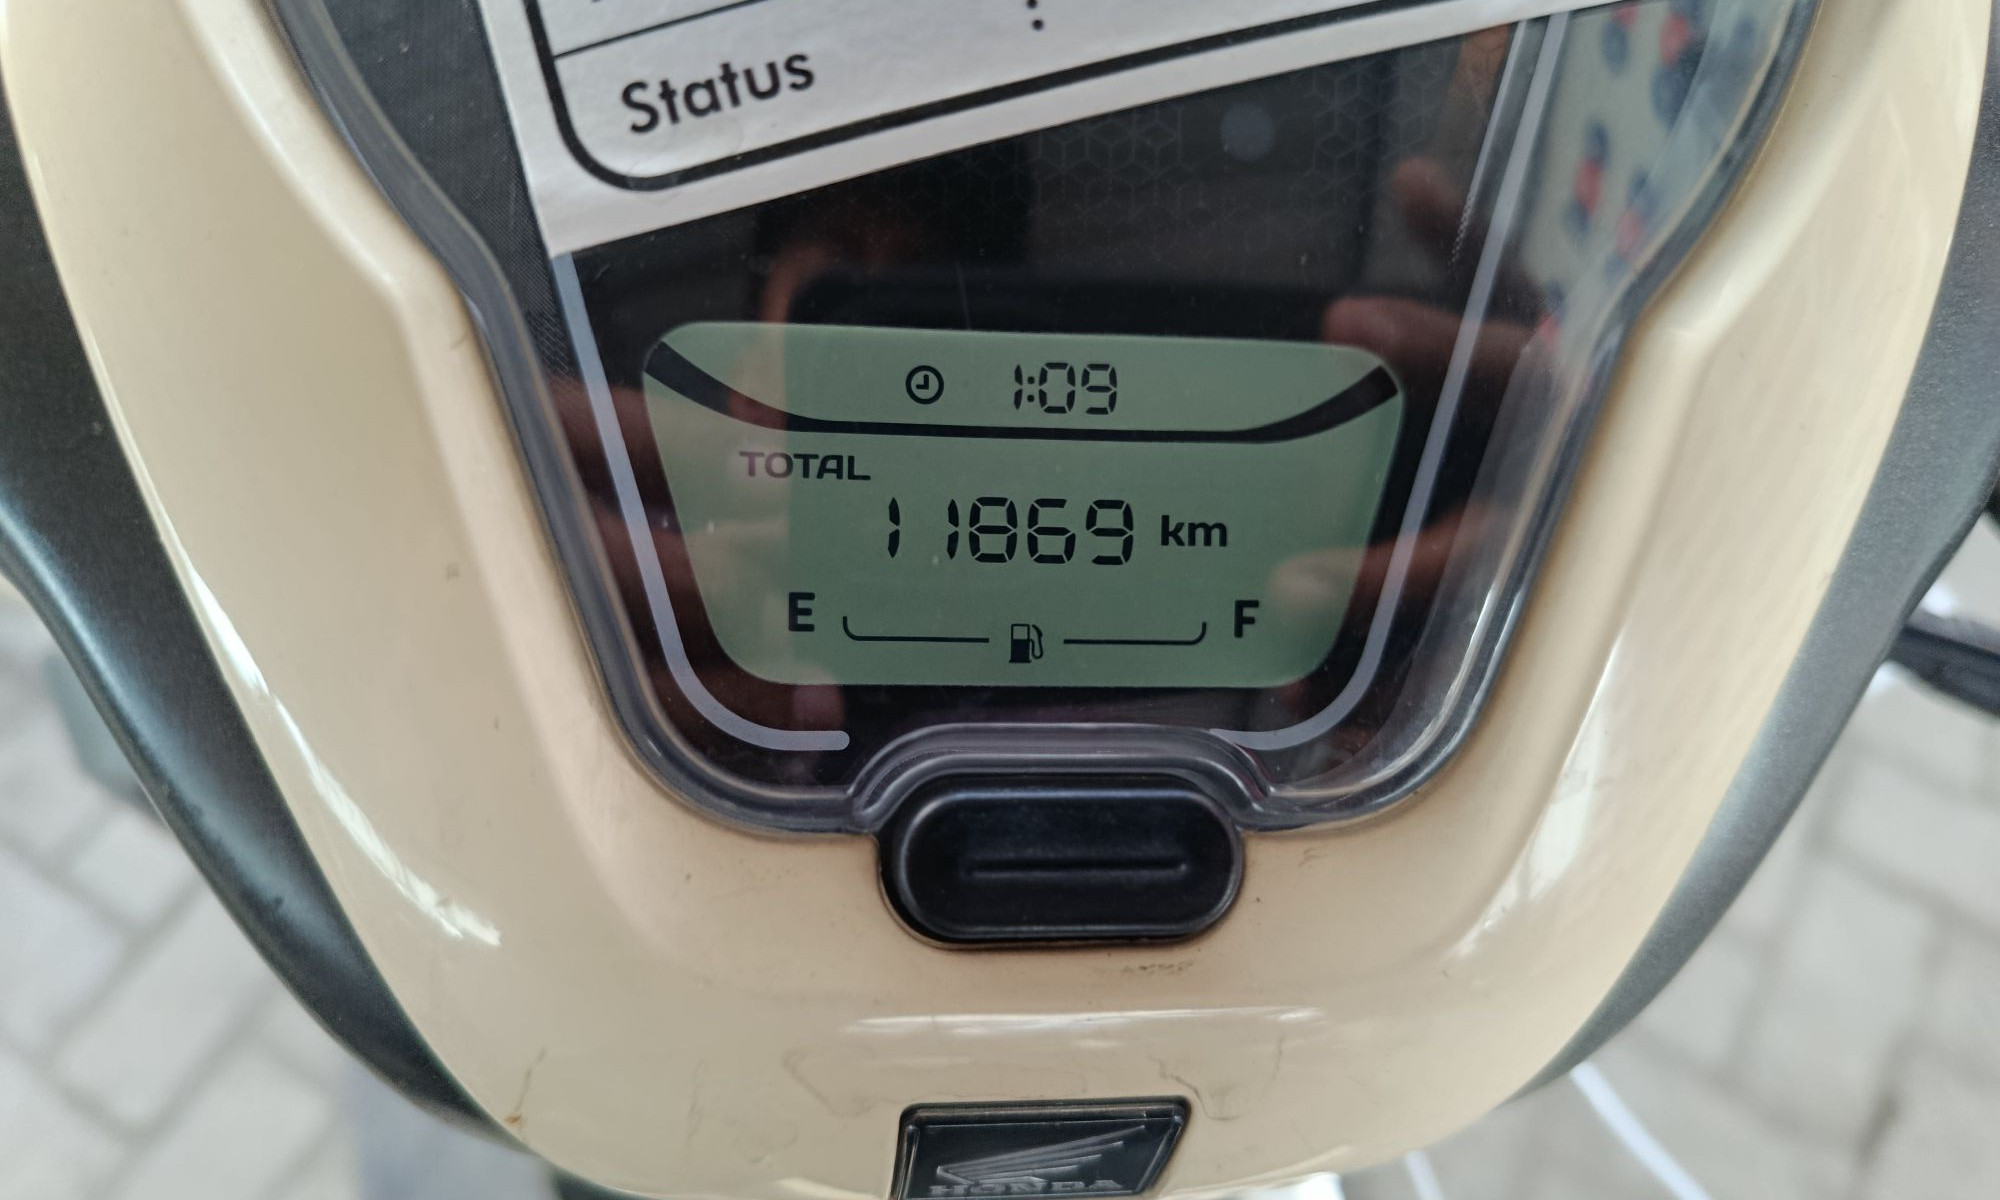 Status
1:09
TOTAL
11869 km
E F
HONDA